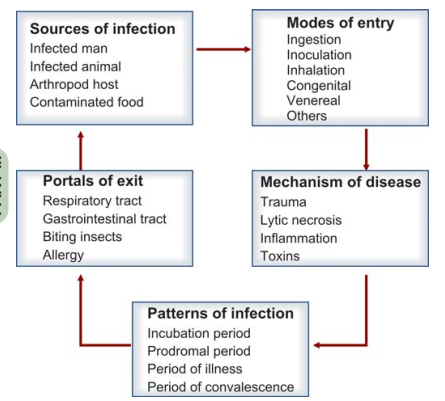 Sources of infection
Infected man
Infected animal
Arthropod host
Contaminated food
Modes of entry
Ingestion
Inoculation
Inhalation
Congenital
Venereal
Others
Mechanism of disease
Trauma
Lytic necrosis
Inflammation
Toxins
Patterns of infection
Incubation period
Prodromal period
Period of illness
Period of convalescence
Portals of exit
Respiratory tract
Gastrointestinal tract
Biting insects
Allergy